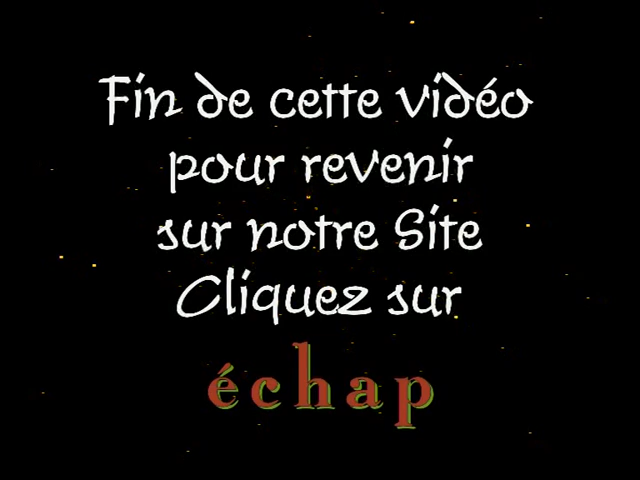 Fin de cette vidéo
pour revenir
sur notre Site
Cliquez sur
échap